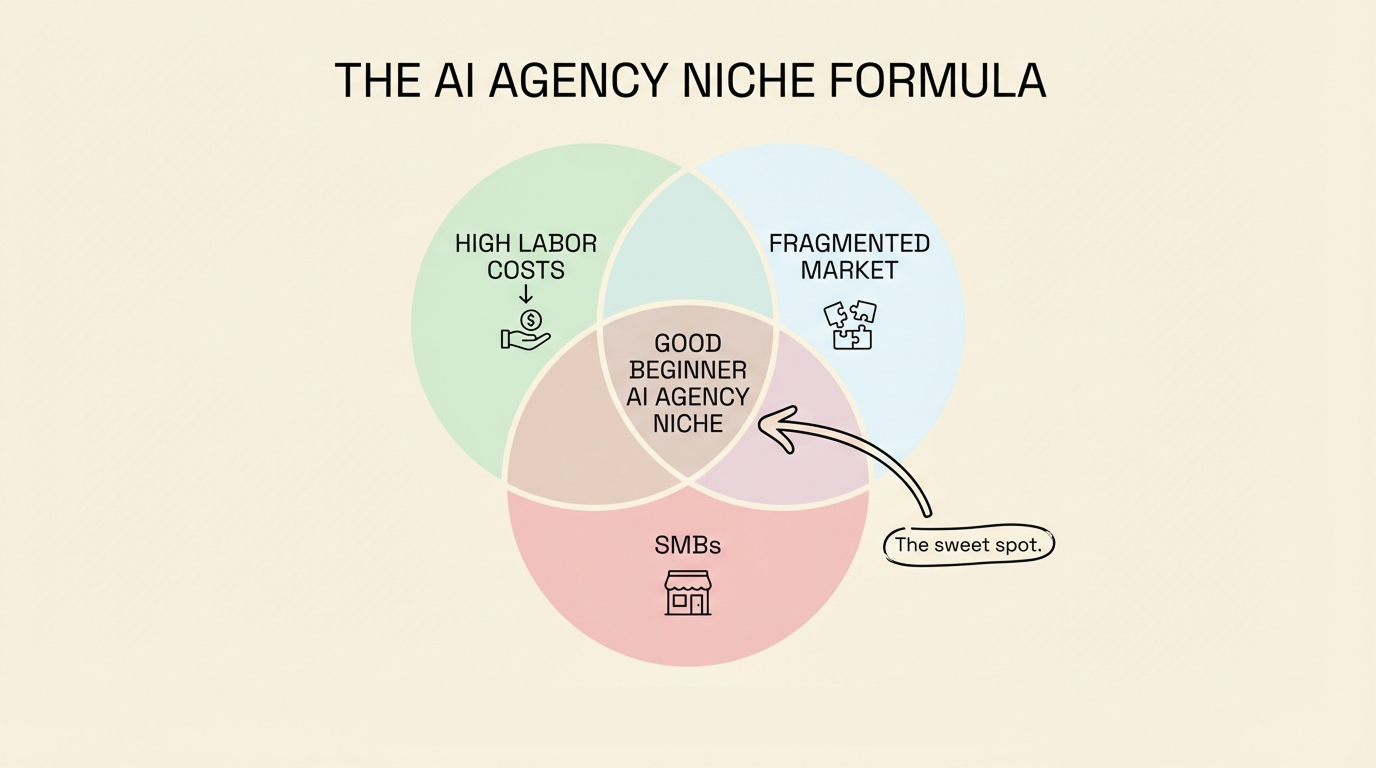 THE AI AGENCY NICHE FORMULA
HIGH LABOR
COSTS
$
FRAGMENTED
MARKET
GOOD
BEGINNER
AI AGENCY
NICHE
SMBs
The sweet spot.